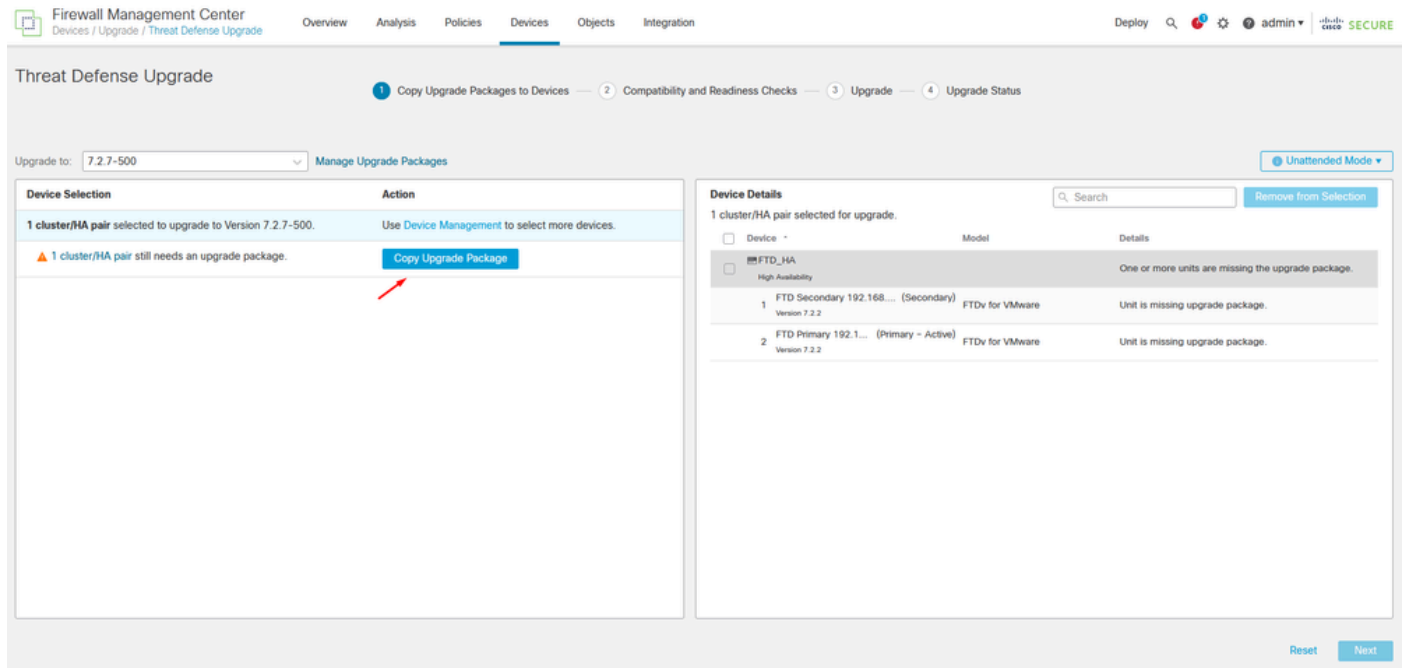 Firewall Management Center
Devices / Upgrade / Threat Defense Upgrade
Overview Analysis Policies Devices Objects Integration
Deploy 1 admin CISCO SECURE
Threat Defense Upgrade
1 Copy Upgrade Packages to Devices 2 Compatibility and Readiness Checks 3 Upgrade 4 Upgrade Status
Upgrade to: 7.2.7-500 Manage Upgrade Packages
Unattended Mode
Device Selection Action
1 cluster/HA pair selected to upgrade to Version 7.2.7-500. Use Device Management to select more devices.
1 cluster/HA pair still needs an upgrade package. Copy Upgrade Package
Device Details
Search
Remove from Selection
1 cluster/HA pair selected for upgrade.
Device Model Details
FTD_HA
High Availability
One or more units are missing the upgrade package.
1 FTD Secondary 192.168.... (Secondary)
Version 7.2.2
FTDv for VMware Unit is missing upgrade package.
2 FTD Primary 192.1... (Primary - Active)
Version 7.2.2
FTDv for VMware Unit is missing upgrade package.
Reset Next